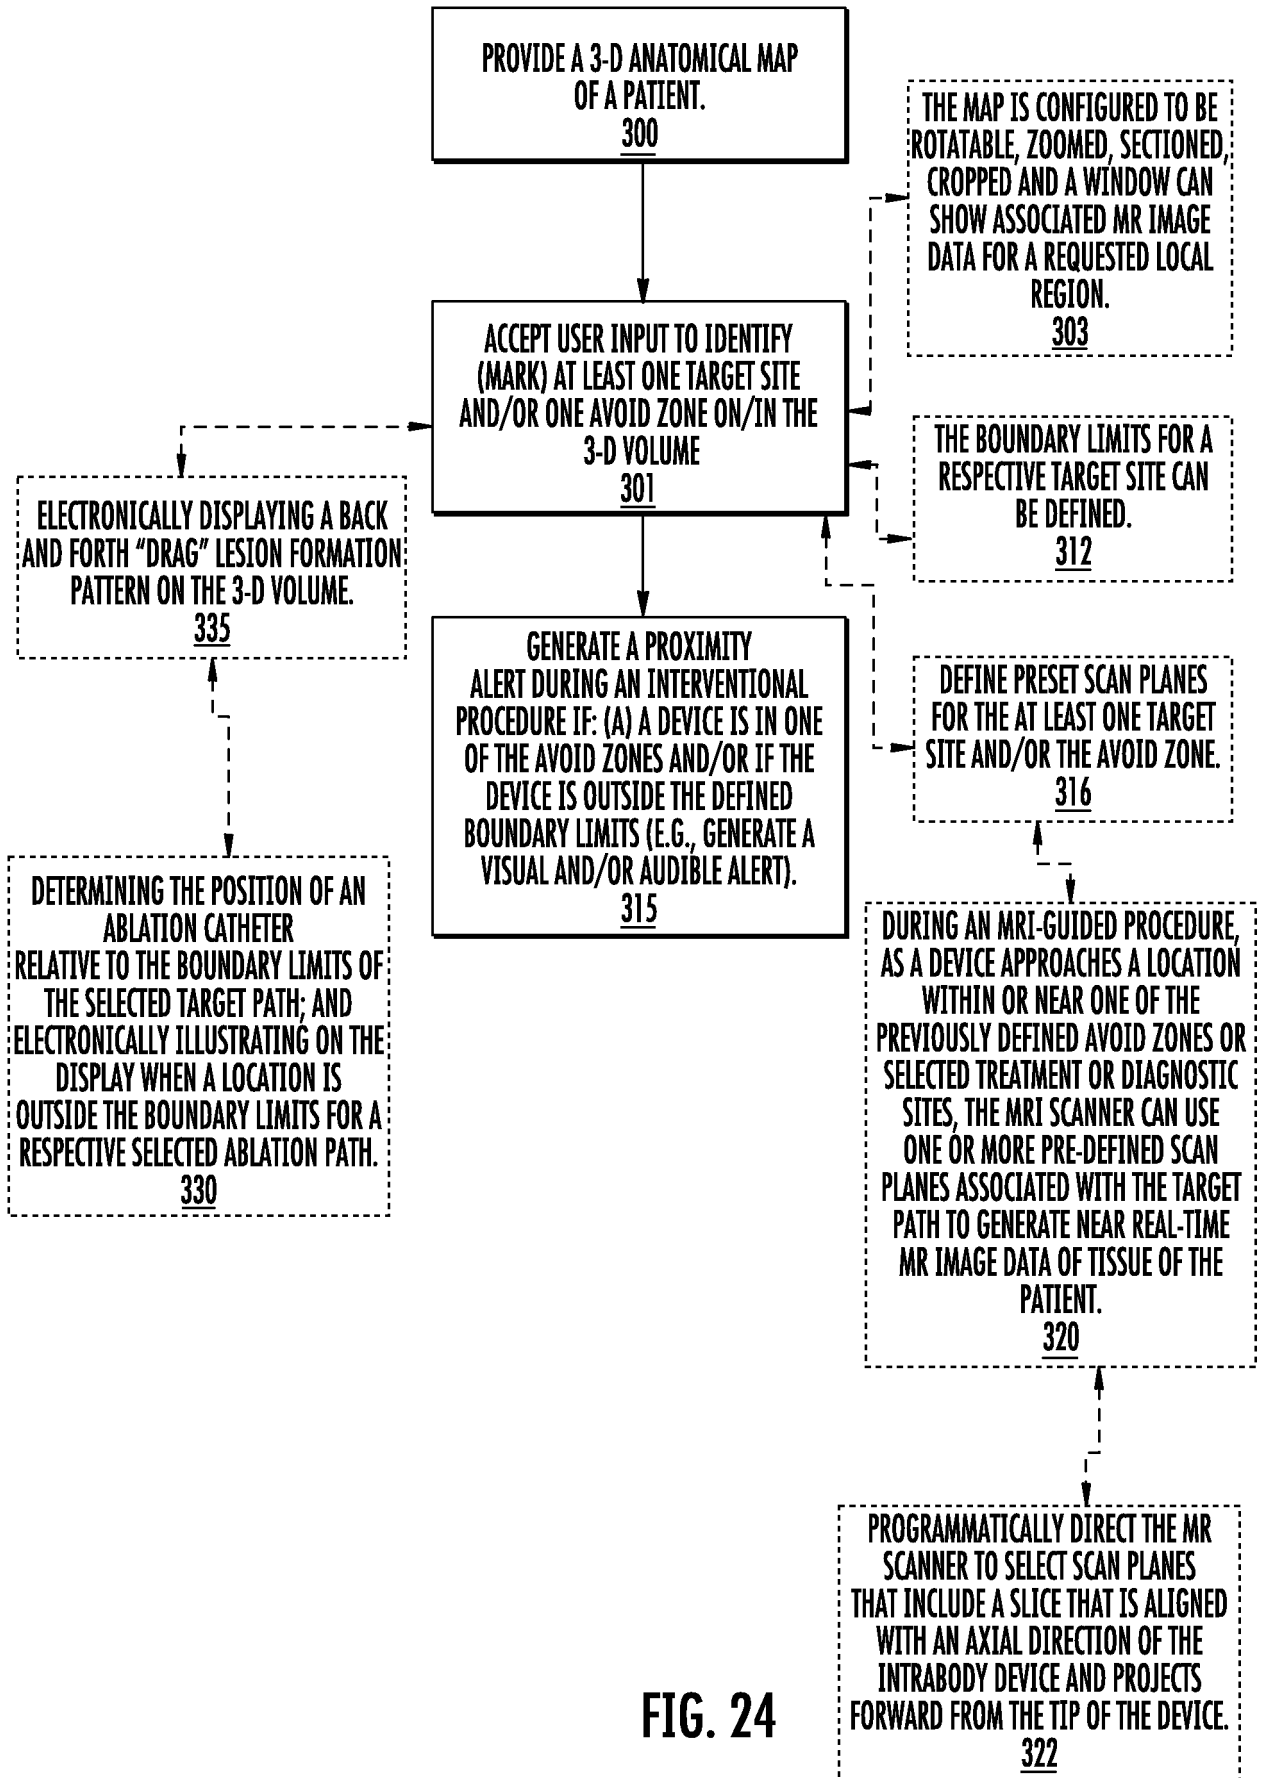 PROVIDE A 3-D ANATOMICAL MAP
OF A PATIENT.
300
THE MAP IS CONFIGURED TO BE
ROTATABLE, ZOOMED, SECTIONED,
CROPPED AND A WINDOW CAN
SHOW ASSOCIATED MR IMAGE
DATA FOR A REQUESTED LOCAL
REGION.
303
ACCEPT USER INPUT TO IDENTIFY
(MARK) AT LEAST ONE TARGET SITE
AND/OR ONE AVOID ZONE ON/IN THE
3-D VOLUME
301
THE BOUNDARY LIMITS FOR A
RESPECTIVE TARGET SITE CAN
BE DEFINED.
312
ELECTRONICALLY DISPLAYING A BACK
AND FORTH “DRAG” LESION FORMATION
PATTERN ON THE 3-D VOLUME.
335
GENERATE A PROXIMITY
ALERT DURING AN INTERVENTIONAL
PROCEDURE IF: (A) A DEVICE IS IN ONE
OF THE AVOID ZONES AND/OR IF THE
DEVICE IS OUTSIDE THE DEFINED
BOUNDARY LIMITS (E.G., GENERATE A
VISUAL AND/OR AUDIBLE ALERT).
315
DEFINE PRESET SCAN PLANES
FOR THE AT LEAST ONE TARGET
SITE AND/OR THE AVOID ZONE.
316
DETERMINING THE POSITION OF AN
ABLATION CATHETER
RELATIVE TO THE BOUNDARY LIMITS OF
THE SELECTED TARGET PATH; AND
ELECTRONICALLY ILLUSTRATING ON THE
DISPLAY WHEN A LOCATION IS
OUTSIDE THE BOUNDARY LIMITS FOR A
RESPECTIVE SELECTED ABLATION PATH.
330
DURING AN MRI-GUIDED PROCEDURE,
AS A DEVICE APPROACHES A LOCATION
WITHIN OR NEAR ONE OF THE
PREVIOUSLY DEFINED AVOID ZONES OR
SELECTED TREATMENT OR DIAGNOSTIC
SITES, THE MRI SCANNER CAN USE
ONE OR MORE PRE-DEFINED SCAN
PLANES ASSOCIATED WITH THE TARGET
PATH TO GENERATE NEAR REAL-TIME
MR IMAGE DATA OF TISSUE OF THE
PATIENT.
320
PROGRAMMATICALLY DIRECT THE MR
SCANNER TO SELECT SCAN PLANES
THAT INCLUDE A SLICE THAT IS ALIGNED
WITH AN AXIAL DIRECTION OF THE
INTRABODY DEVICE AND PROJECTS
FORWARD FROM THE TIP OF THE DEVICE.
322
FIG. 24